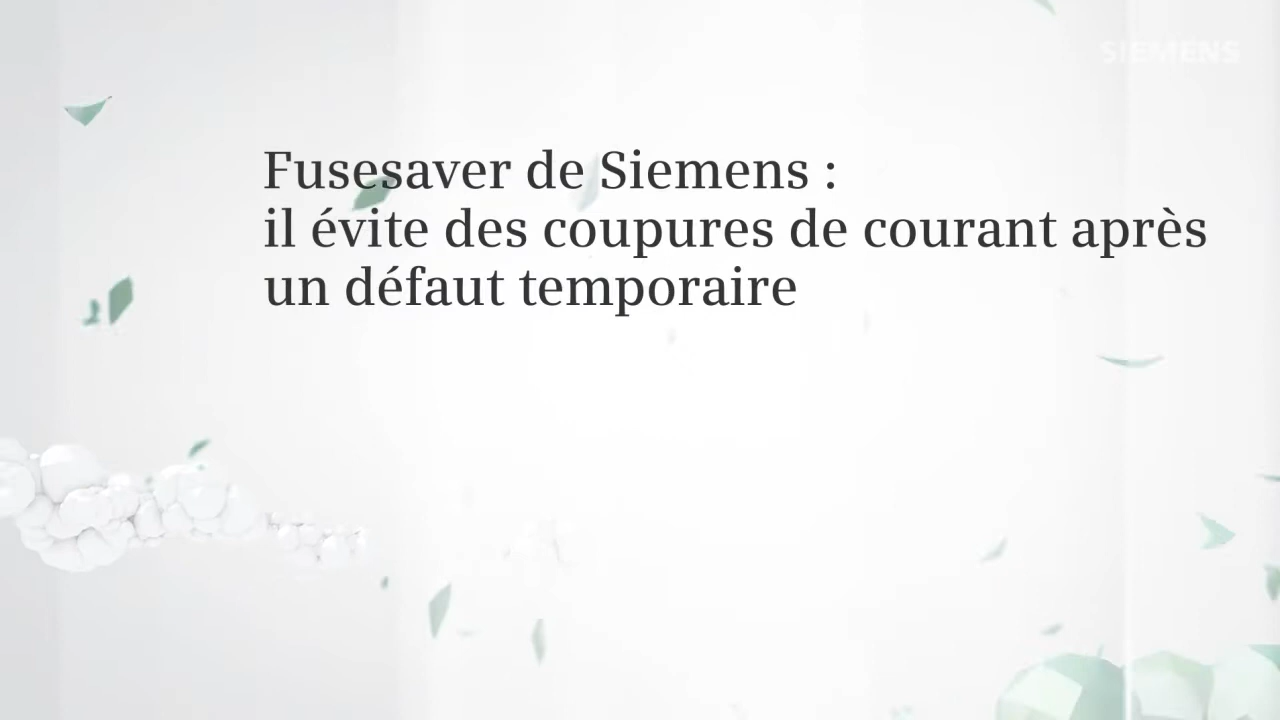 SIEMENS
Fusesaver de Siemens :
il évite des coupures de courant après
un défaut temporaire